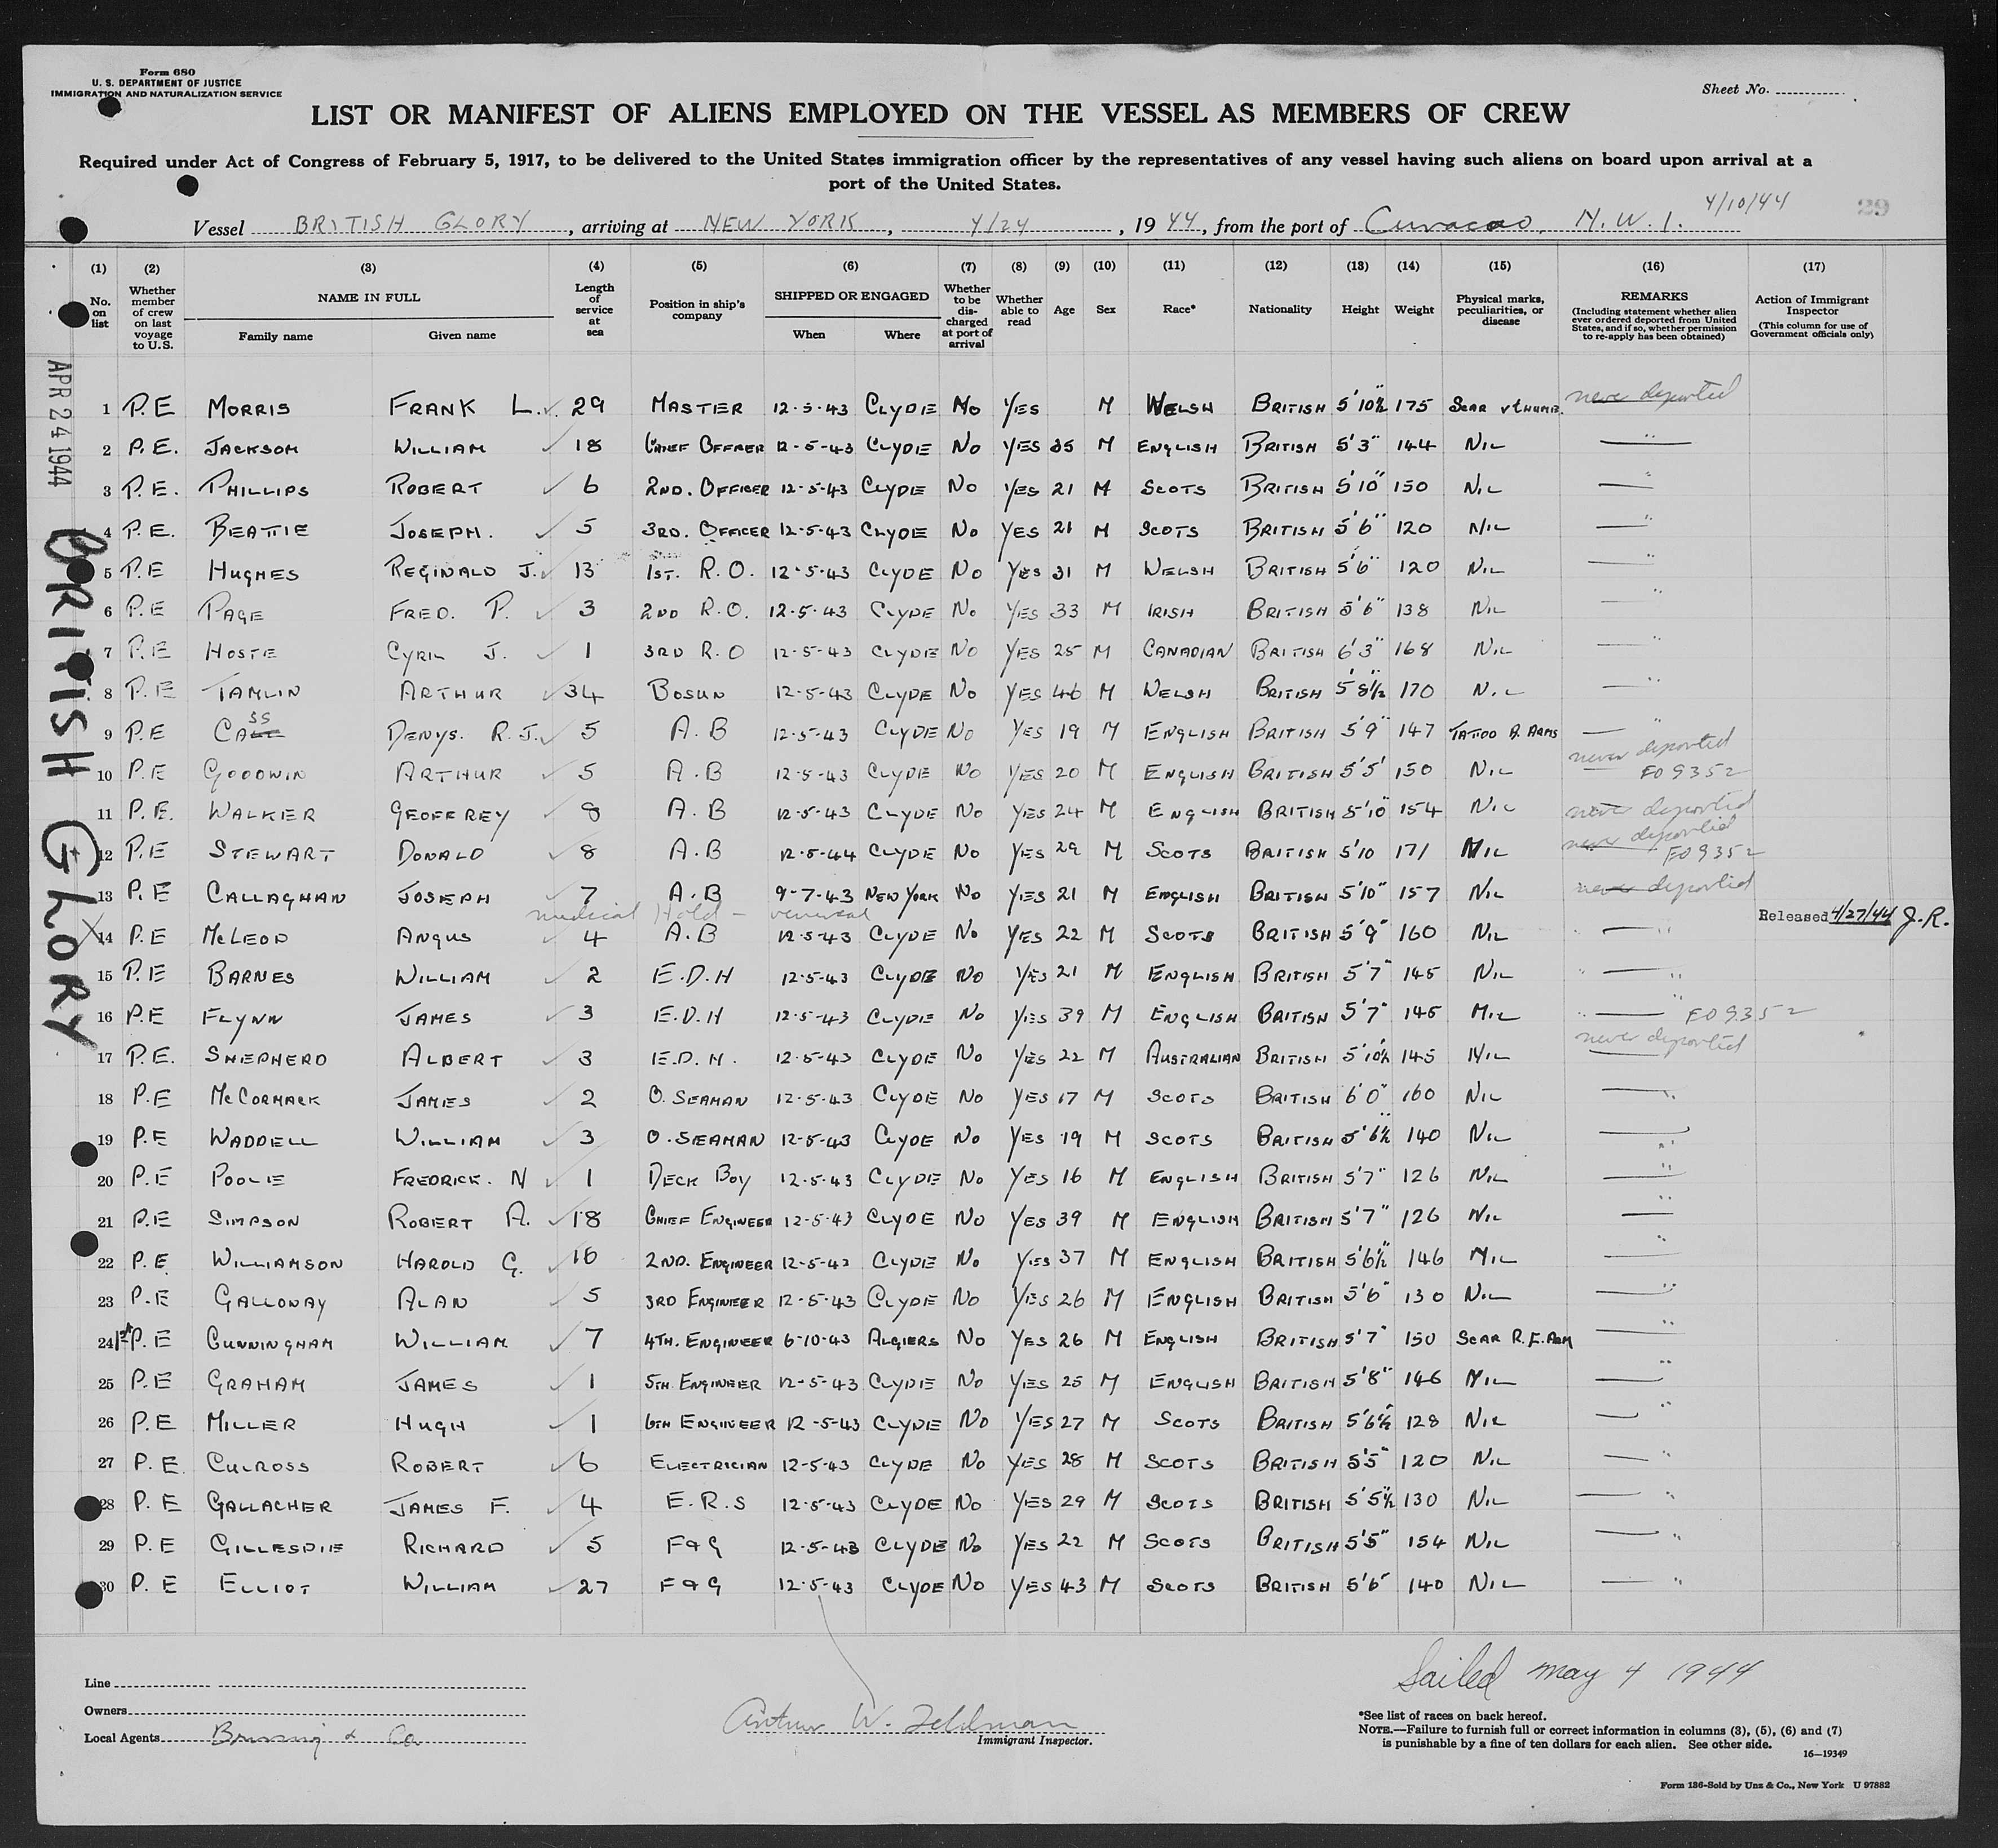 Form 680
U. S. DEPARTMENT OF JUSTICE
IMMIGRATION AND NATURALIZATION SERVICE
Sheet No.
LIST OR MANIFEST OF ALIENS EMPLOYED ON THE VESSEL AS MEMBERS OF CREW
Required under Act of Congress of February 5, 1917, to be delivered to the United States immigration officer by the representatives of any vessel having such aliens on board upon arrival at a
port of the United States.
4/10/44
29
Vessel BRITISH GLORY, arriving at NEW YORK, 4/24, 1944, from the port of Curacao, N.W.I.
(1) (2) (3) (4) (5) (6) (7) (8) (9) (10) (11) (12) (13) (14) (15) (16) (17)
No. on list
Whether member of crew on last voyage to U.S.
NAME IN FULL
Family name
Given name
Length of service at sea
Position in ship's company
SHIPPED OR ENGAGED
When
Where
Whether to be discharged at port of arrival
Whether able to read
Age
Sex
Race*
Nationality
Height
Weight
Physical marks, peculiarities, or disease
REMARKS
(Including statement whether alien ever ordered deported from United States, and if so, whether permission to re-apply has been obtained)
Action of Immigrant Inspector
(This column for use of Government officials only)
APR 24 1944
BRITISH GLORY
1 P.E MORRIS FRANK L. 29 MASTER 12-5-43 CLYDE NO YES M WELSH BRITISH 5'10½ 175 SCAR THUMB. never deported
2 P.E. JACKSON WILLIAM 18 CHIEF OFFICER 12-5-43 CLYDE NO YES 35 M ENGLISH BRITISH 5'3" 144 NIL — "
3 P.E. PHILLIPS ROBERT 6 2ND. OFFICER 12-5-43 CLYDE NO YES 21 M SCOTS BRITISH 5'10" 150 NIL — "
4 P.E. BEATTIE JOSEPH. 5 3RD. OFFICER 12-5-43 CLYDE NO YES 21 M SCOTS BRITISH 5'6" 120 NIL — "
5 P.E HUGHES REGINALD J. 13 1ST. R.O. 12-5-43 CLYDE NO YES 31 M WELSH BRITISH 5'6" 120 NIL — "
6 P.E PAGE FRED. P. 3 2ND R.O. 12-5-43 CLYDE NO YES 33 M IRISH BRITISH 5'6" 138 NIL — "
7 P.E HOSTE CYRIL J. 1 3RD R.O 12-5-43 CLYDE NO YES 25 M CANADIAN BRITISH 6'3" 168 NIL — "
8 P.E TAMLIN ARTHUR 34 BOSUN 12-5-43 CLYDE NO YES 46 M WELSH BRITISH 5'8½ 170 NIL — "
9 P.E CASS DENYS. R.J. 5 A.B 12-5-43 CLYDE NO YES 19 M ENGLISH BRITISH 5'9" 147 TATOO R. ARMS — "
10 P.E GOODWIN ARTHUR 5 A.B 12-5-43 CLYDE NO YES 20 M ENGLISH BRITISH 5'5' 150 NIL never deported EO 9352
11 P.E. WALKER GEOFFREY 8 A.B 12-5-43 CLYDE NO YES 24 M ENGLISH BRITISH 5'10" 154 NIL never deported
12 P.E STEWART DONALD 8 A.B 12-5-44 CLYDE NO YES 29 M SCOTS BRITISH 5'10 171 NIL never deported EO 9352
13 P.E CALLAGHAN JOSEPH 7 A.B 9-7-43 NEW YORK NO YES 21 M ENGLISH BRITISH 5'10" 157 NIL never deported
medical Hold - venereal
Released 4/27/44 J.R.
14 P.E MCLEOD ANGUS 4 A.B 12-5-43 CLYDE NO YES 22 M SCOTS BRITISH 5'9" 160 NIL " — "
15 P.E BARNES WILLIAM 2 E.D.H 12-5-43 CLYDE NO YES 21 M ENGLISH BRITISH 5'7" 145 NIL " — "
16 P.E FLYNN JAMES 3 E.D.H 12-5-43 CLYDE NO YES 39 M ENGLISH BRITISH 5'7" 145 NIL " — " EO 9352
17 P.E. SHEPHERD ALBERT 3 E.D.H. 12-5-43 CLYDE NO YES 22 M AUSTRALIAN BRITISH 5'10½ 145 NIL never deported
18 P.E MCCORMACK JAMES 2 O. SEAMAN 12-5-43 CLYDE NO YES 17 M SCOTS BRITISH 6'0" 160 NIL — "
19 P.E WADDELL WILLIAM 3 O. SEAMAN 12-5-43 CLYDE NO YES 19 M SCOTS BRITISH 5'6½ 140 NIL — "
20 P.E POOLE FREDRICK. N 1 DECK BOY 12-5-43 CLYDE NO YES 16 M ENGLISH BRITISH 5'7" 126 NIL — "
21 P.E SIMPSON ROBERT A. 18 CHIEF ENGINEER 12-5-43 CLYDE NO YES 39 M ENGLISH BRITISH 5'7" 126 NIL — "
22 P.E WILLIAMSON HAROLD G. 10 2ND. ENGINEER 12-5-43 CLYDE NO YES 37 M ENGLISH BRITISH 5'6½" 146 NIL — "
23 P.E GALLOWAY ALAN 5 3RD ENGINEER 12-5-43 CLYDE NO YES 26 M ENGLISH BRITISH 5'6" 130 NIL — "
24 P.E CUNNINGHAM WILLIAM 7 4TH. ENGINEER 6-10-43 ALGIERS NO YES 26 M ENGLISH BRITISH 5'7" 150 SCAR R.F.ARM — "
25 P.E GRAHAM JAMES 1 5TH. ENGINEER 12-5-43 CLYDE NO YES 25 M ENGLISH BRITISH 5'8" 146 NIL — "
26 P.E MILLER HUGH 1 6TH ENGINEER 12-5-43 CLYDE NO YES 27 M SCOTS BRITISH 5'6½ 128 NIL — "
27 P.E. CULROSS ROBERT 6 ELECTRICIAN 12-5-43 CLYDE NO YES 28 M SCOTS BRITISH 5'5" 120 NIL — "
28 P.E GALLACHER JAMES F. 4 E.R.S 12-5-43 CLYDE NO YES 29 M SCOTS BRITISH 5'5½ 130 NIL — "
29 P.E GILLESPIE RICHARD 5 F&G 12-5-43 CLYDE NO YES 22 M SCOTS BRITISH 5'5" 154 NIL — "
30 P.E ELLIOT WILLIAM 27 F&G 12-5-43 CLYDE NO YES 43 M SCOTS BRITISH 5'6" 140 NIL — "
Sailed May 4 1944
Line
Owners
Local Agents & Co
Arthur W. Feldman
Immigrant Inspector.
*See list of races on back hereof.
NOTE.—Failure to furnish full or correct information in columns (3), (5), (6) and (7)
is punishable by a fine of ten dollars for each alien. See other side.
16—19349
Form 136-Sold by Unz & Co., New York U 97882